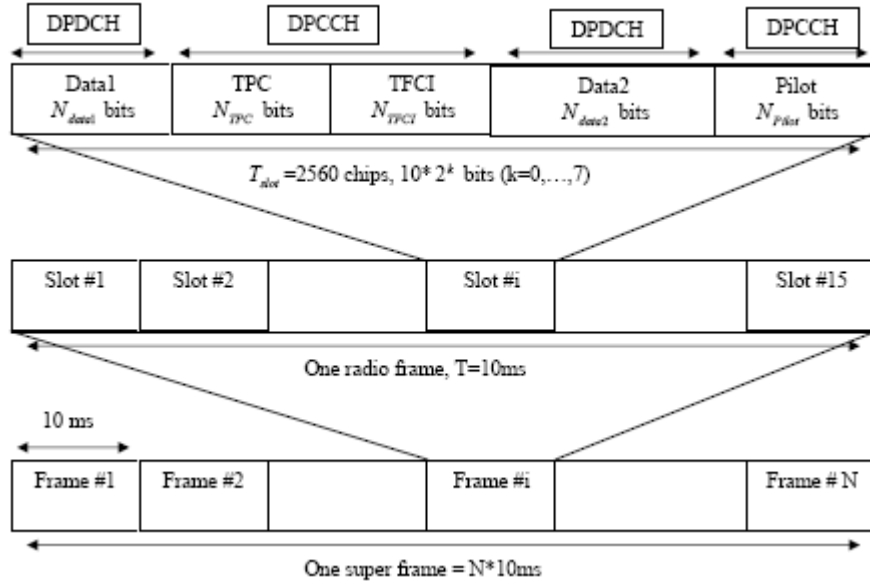 DPDCH DPCCH DPDCH DPCCH
Data1 TPC TFCI Data2 Pilot
N_data1 bits N_TPC bits N_TFCI bits N_data2 bits N_Pilot bits
T_slot =2560 chips, 10* 2^k bits (k=0,…,7)
Slot #1 Slot #2 Slot #i Slot #15
One radio frame, T=10ms
10 ms
Frame #1 Frame #2 Frame #i Frame # N
One super frame = N*10ms